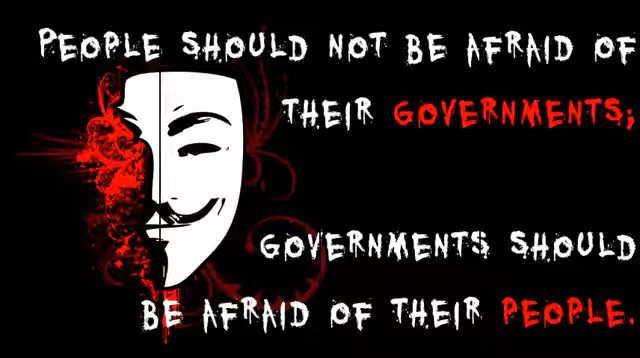 PEOPLE SHOULD NOT BE AFRAID OF
THEIR GOVERNMENTS;
GOVERNMENTS SHOULD
BE AFRAID OF THEIR PEOPLE.